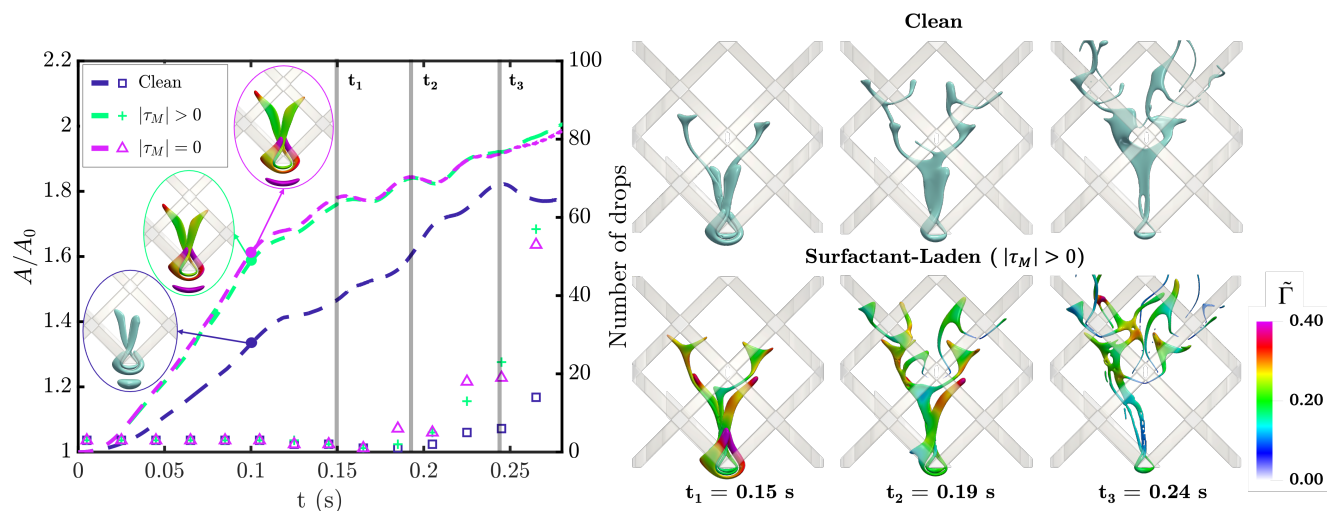 Clean
2.2
2
1.8
1.6
1.4
1.2
1
A/A₀
100
80
60
40
20
0
Number of drops
Clean
|τ_M| > 0
|τ_M| = 0
t₁
t₂
t₃
0
0.05
0.1
0.15
0.2
0.25
t (s)
Surfactant-Laden ( |τ_M| > 0)
Γ̃
0.40
0.20
0.00
t₁ = 0.15 s
t₂ = 0.19 s
t₃ = 0.24 s